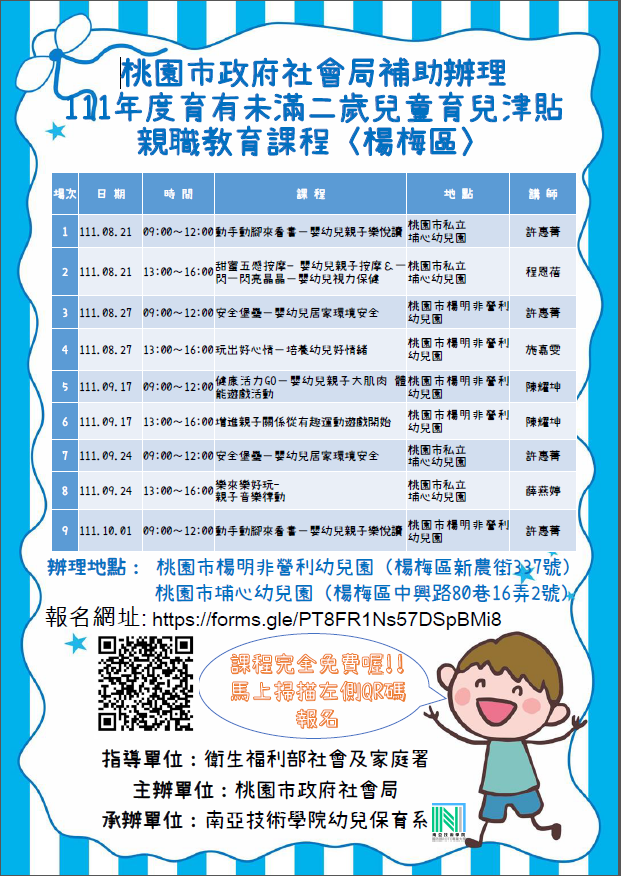 桃園市政府社會局補助辦理
111年度育有未滿二歲兒童育兒津貼
親職教育課程〈楊梅區〉
場次 日 期 時 間 課 程 地 點 講 師
1 111.08.21 09:00～12:00 動手動腳來看書－嬰幼兒親子樂悅讀 桃園市私立
埔心幼兒園 許惠菁
2 111.08.21 13:00～16:00 甜蜜五感按摩- 嬰幼兒親子按摩＆一
閃一閃亮晶晶－嬰幼兒視力保健 桃園市私立
埔心幼兒園 程恩蓓
3 111.08.27 09:00～12:00 安全堡壘－嬰幼兒居家環境安全 桃園市楊明非營利
幼兒園 許惠菁
4 111.08.27 13:00～16:00 玩出好心情－培養幼兒好情緒 桃園市楊明非營利
幼兒園 施嘉雯
5 111.09.17 09:00～12:00 健康活力GO－嬰幼兒親子大肌肉 體
能遊戲活動 桃園市楊明非營利
幼兒園 陳耀坤
6 111.09.17 13:00～16:00 增進親子關係從有趣運動遊戲開始 桃園市楊明非營利
幼兒園 陳耀坤
7 111.09.24 09:00～12:00 安全堡壘－嬰幼兒居家環境安全 桃園市私立
埔心幼兒園 許惠菁
8 111.09.24 13:00～16:00 樂來樂好玩-
親子音樂律動 桃園市私立
埔心幼兒園 薛燕婷
9 111.10.01 09:00～12:00 動手動腳來看書－嬰幼兒親子樂悅讀 桃園市楊明非營利
幼兒園 許惠菁
辦理地點： 桃園市楊明非營利幼兒園（楊梅區新農街337號）
桃園市埔心幼兒園（楊梅區中興路80巷16弄2號）
報名網址: https://forms.gle/PT8FR1Ns57DSpBMi8
課程完全免費喔!!
馬上掃描左側QR碼
報名
指導單位：衛生福利部社會及家庭署
主辦單位：桃園市政府社會局
承辦單位：南亞技術學院幼兒保育系
南亞技術學院